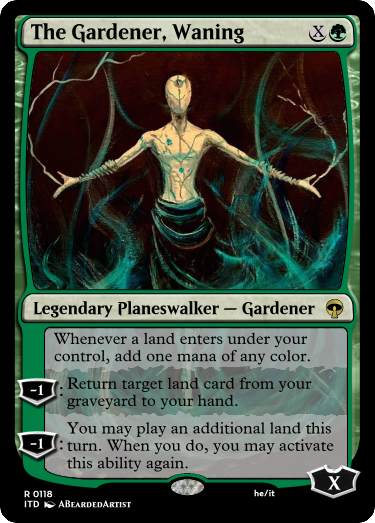 The Gardener, Waning X
Legendary Planeswalker — Gardener
Whenever a land enters under your
control, add one mana of any color.
-1: Return target land card from your
graveyard to your hand.
-1: You may play an additional land this
turn. When you do, you may activate
this ability again.
X
R 0118
ITD ABeardedArtist
he/it